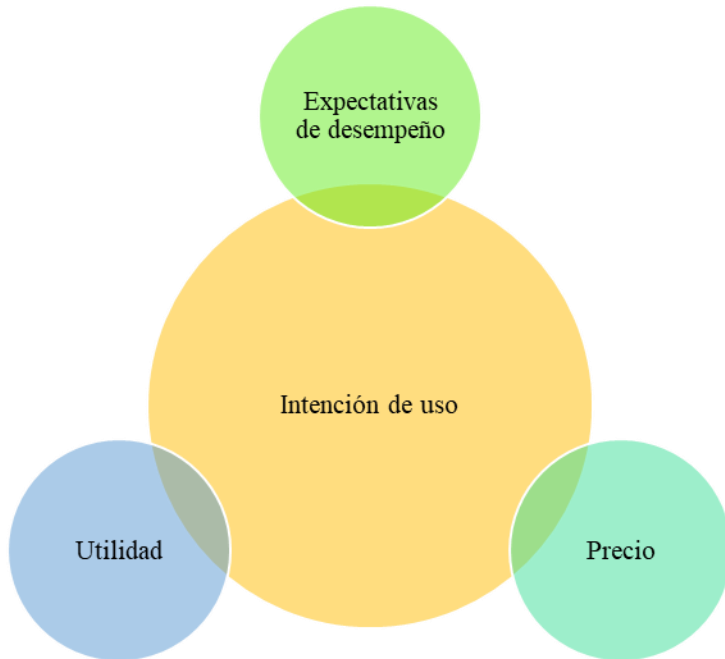 Expectativas
de desempeño
Intención de uso
Utilidad
Precio